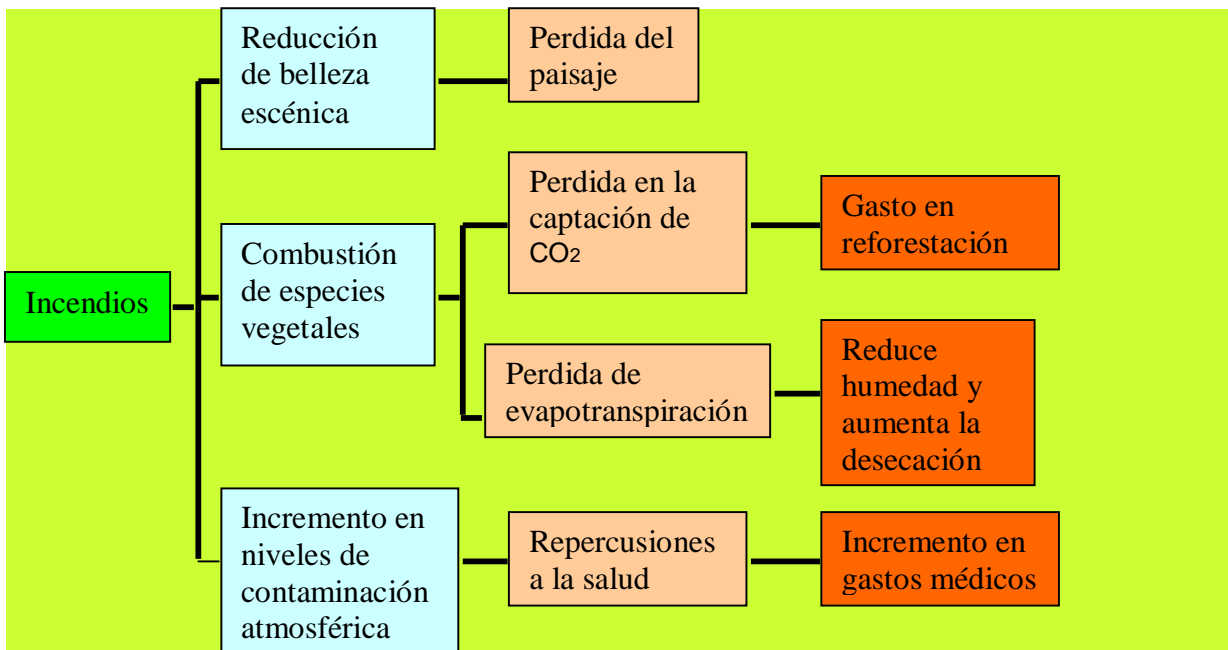 Incendios
Reducción
de belleza
escénica
Perdida del
paisaje
Combustión
de especies
vegetales
Perdida en la
captación de
CO2
Gasto en
reforestación
Perdida de
evapotranspiración
Reduce
humedad y
aumenta la
desecación
Incremento en
niveles de
contaminación
atmosférica
Repercusiones
a la salud
Incremento en
gastos médicos